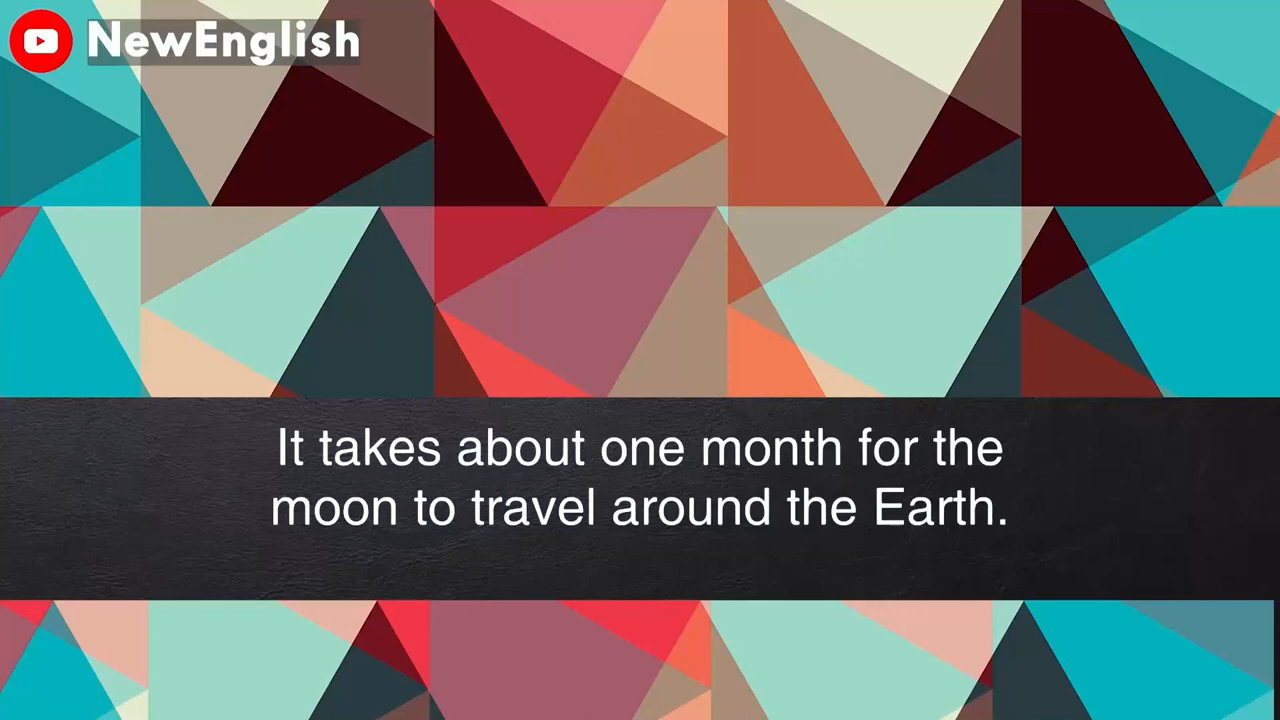 NewEnglish
It takes about one month for the
moon to travel around the Earth.